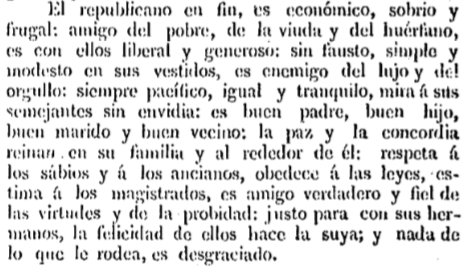 El republicano en fin, es económico, sobrio y
frugal: amigo del pobre, de la viuda y del huérfano,
es con ellos liberal y generoso: sin fausto, simple y
modesto en sus vestidos, es enemigo del lujo y del
orgullo: siempre pacífico, igual y tranquilo, mira á sus
semejantes sin envidia: es buen padre, buen hijo,
buen marido y buen vecino: la paz y la concordia
reinan en su familia y al rededor de él: respeta á
los sábios y á los ancianos, obedece á las leyes, es-
tima á los magistrados, es amigo verdadero y fiel de
las virtudes y de la probidad: justo para con sus her-
manos, la felicidad de ellos hace la suya; y nada de
lo que le rodea, es desgraciado.